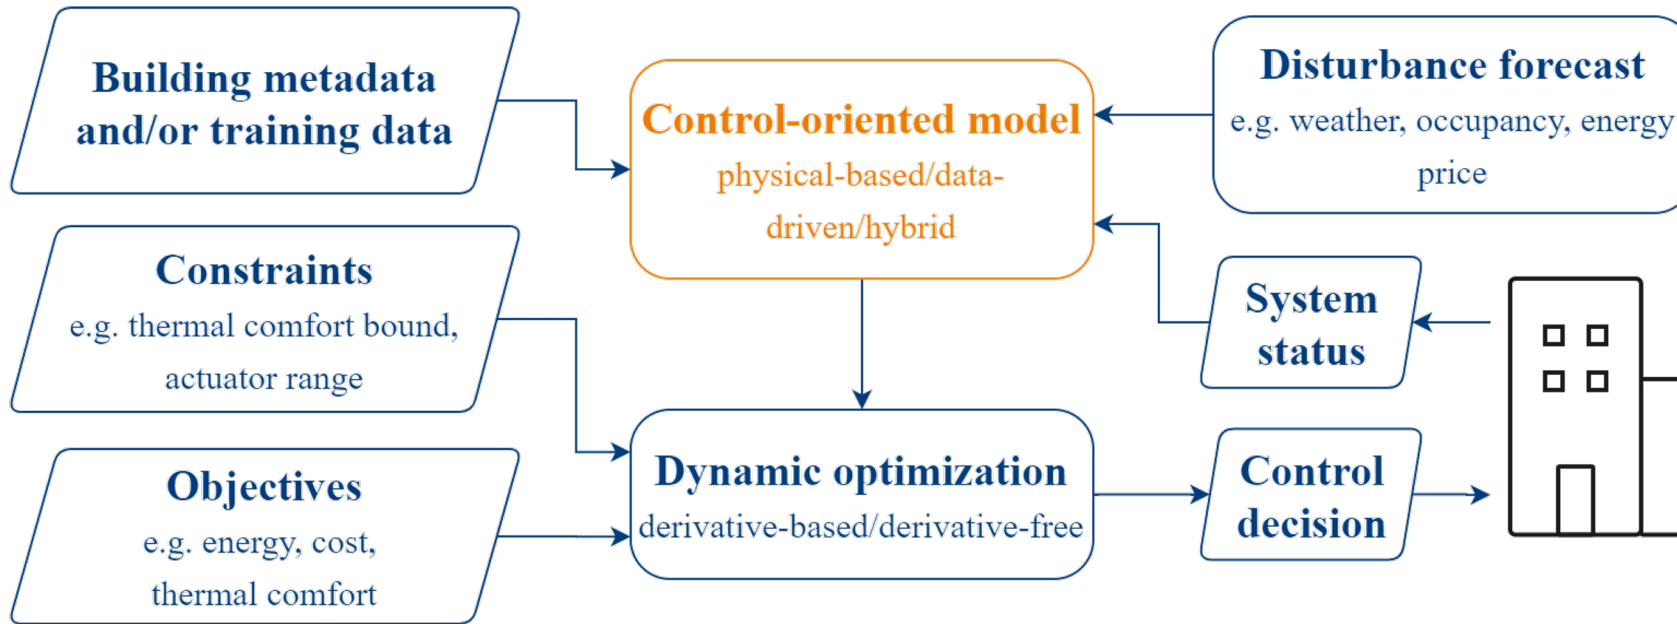 Building metadata
and/or training data
Constraints
e.g. thermal comfort bound,
actuator range
Objectives
e.g. energy, cost,
thermal comfort
Control-oriented model
physical-based/data-
driven/hybrid
Dynamic optimization
derivative-based/derivative-free
Disturbance forecast
e.g. weather, occupancy, energy
price
System
status
Control
decision